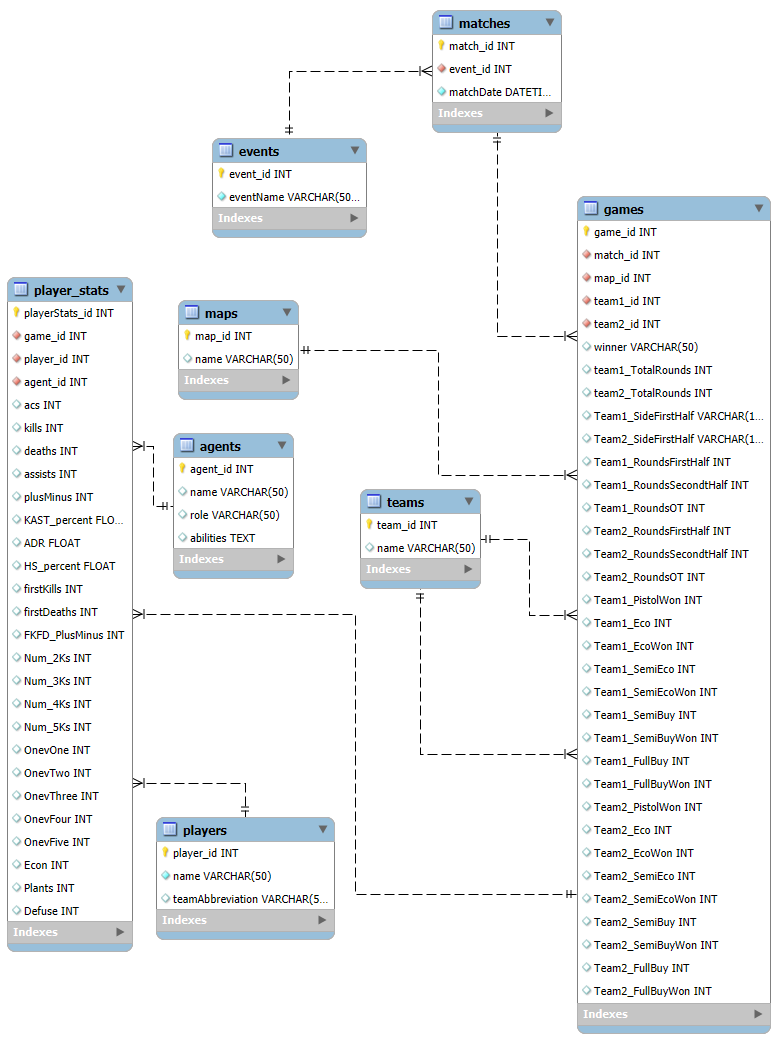 matches
match_id INT
event_id INT
matchDate DATETI...
Indexes
events
event_id INT
eventName VARCHAR(50...
Indexes
games
game_id INT
match_id INT
map_id INT
team1_id INT
team2_id INT
winner VARCHAR(50)
team1_TotalRounds INT
team2_TotalRounds INT
Team1_SideFirstHalf VARCHAR(1...
Team2_SideFirstHalf VARCHAR(1...
Team1_RoundsFirstHalf INT
Team1_RoundsSecondtHalf INT
Team1_RoundsOT INT
Team2_RoundsFirstHalf INT
Team2_RoundsSecondtHalf INT
Team2_RoundsOT INT
Team1_PistolWon INT
Team1_Eco INT
Team1_EcoWon INT
Team1_SemiEco INT
Team1_SemiEcoWon INT
Team1_SemiBuy INT
Team1_SemiBuyWon INT
Team1_FullBuy INT
Team1_FullBuyWon INT
Team2_PistolWon INT
Team2_Eco INT
Team2_EcoWon INT
Team2_SemiEco INT
Team2_SemiEcoWon INT
Team2_SemiBuy INT
Team2_SemiBuyWon INT
Team2_FullBuy INT
Team2_FullBuyWon INT
Indexes
player_stats
playerStats_id INT
game_id INT
player_id INT
agent_id INT
acs INT
kills INT
deaths INT
assists INT
plusMinus INT
KAST_percent FLO...
ADR FLOAT
HS_percent FLOAT
firstKills INT
firstDeaths INT
FKFD_PlusMinus INT
Num_2Ks INT
Num_3Ks INT
Num_4Ks INT
Num_5Ks INT
OnevOne INT
OnevTwo INT
OnevThree INT
OnevFour INT
OnevFive INT
Econ INT
Plants INT
Defuse INT
Indexes
maps
map_id INT
name VARCHAR(50)
Indexes
agents
agent_id INT
name VARCHAR(50)
role VARCHAR(50)
abilities TEXT
Indexes
teams
team_id INT
name VARCHAR(50)
Indexes
players
player_id INT
name VARCHAR(50)
teamAbbreviation VARCHAR(5...
Indexes